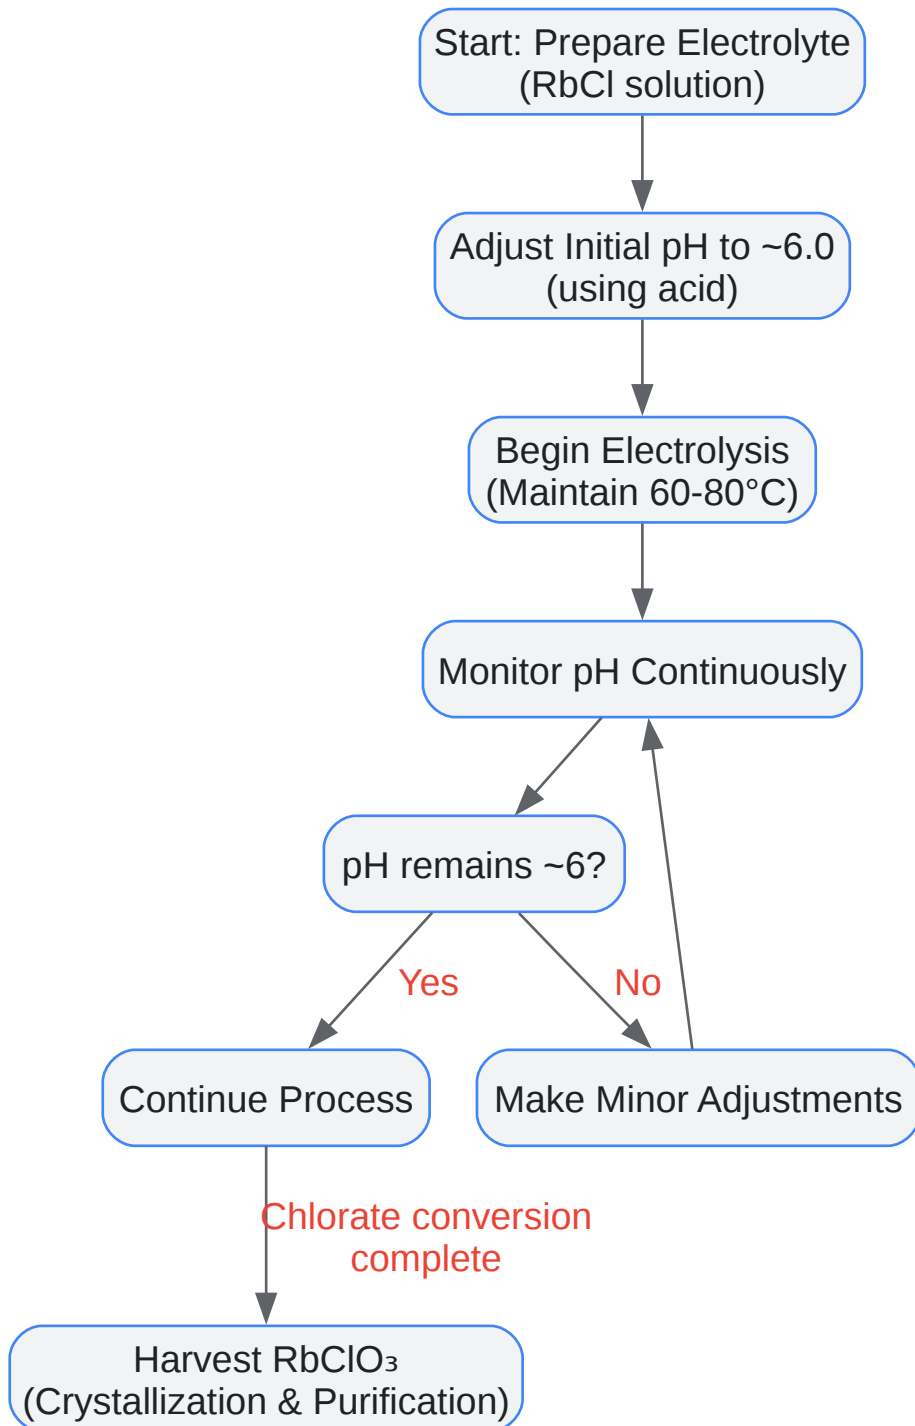 Start: Prepare Electrolyte
(RbCl solution)
Adjust Initial pH to ~6.0
(using acid)
Begin Electrolysis
(Maintain 60-80°C)
Monitor pH Continuously
pH remains ~6?
Yes
No
Continue Process
Make Minor Adjustments
Chlorate conversion
complete
Harvest RbClO₃
(Crystallization & Purification)